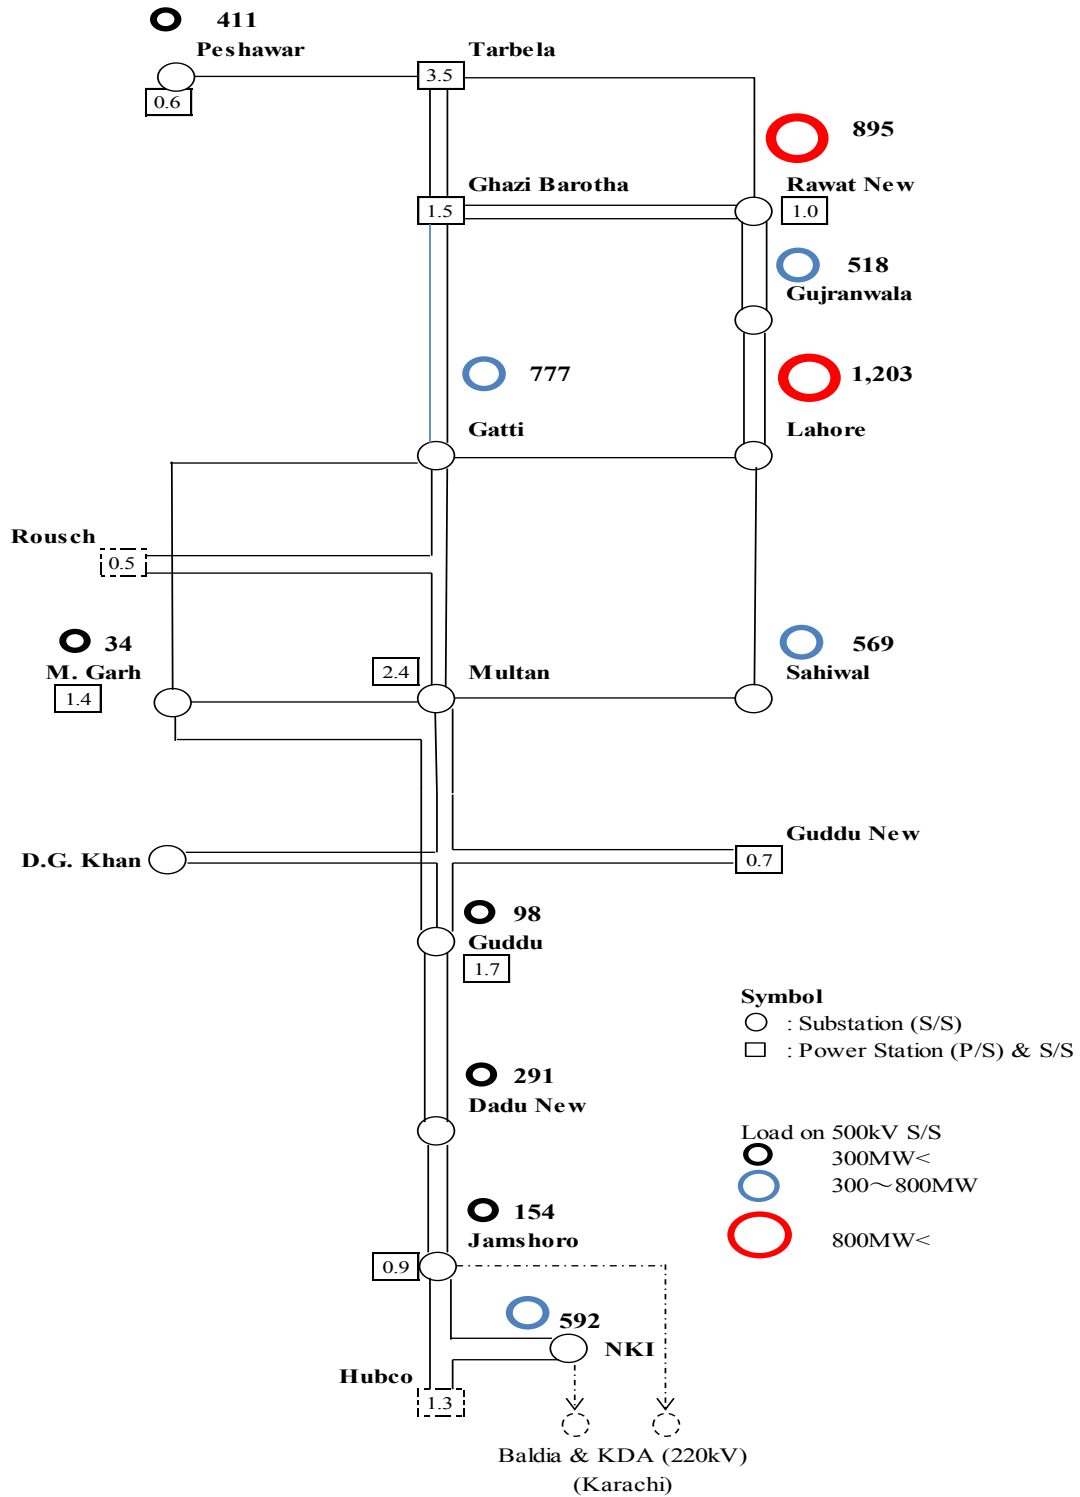 411
Peshawar
Tarbela
3.5
0.6
895
Ghazi Barotha
Rawat New
1.5
1.0
518
Gujranwala
777
1,203
Gatti
Lahore
Rousch
0.5
34
569
M. Garh
2.4
Multan
Sahiwal
1.4
Guddu New
D.G. Khan
0.7
98
Guddu
1.7
Symbol
: Substation (S/S)
: Power Station (P/S) & S/S
291
Dadu New
Load on 500kV S/S
300MW<
300～800MW
800MW<
154
Jamshoro
0.9
592
NKI
Hubco
1.3
Baldia & KDA (220kV)
(Karachi)